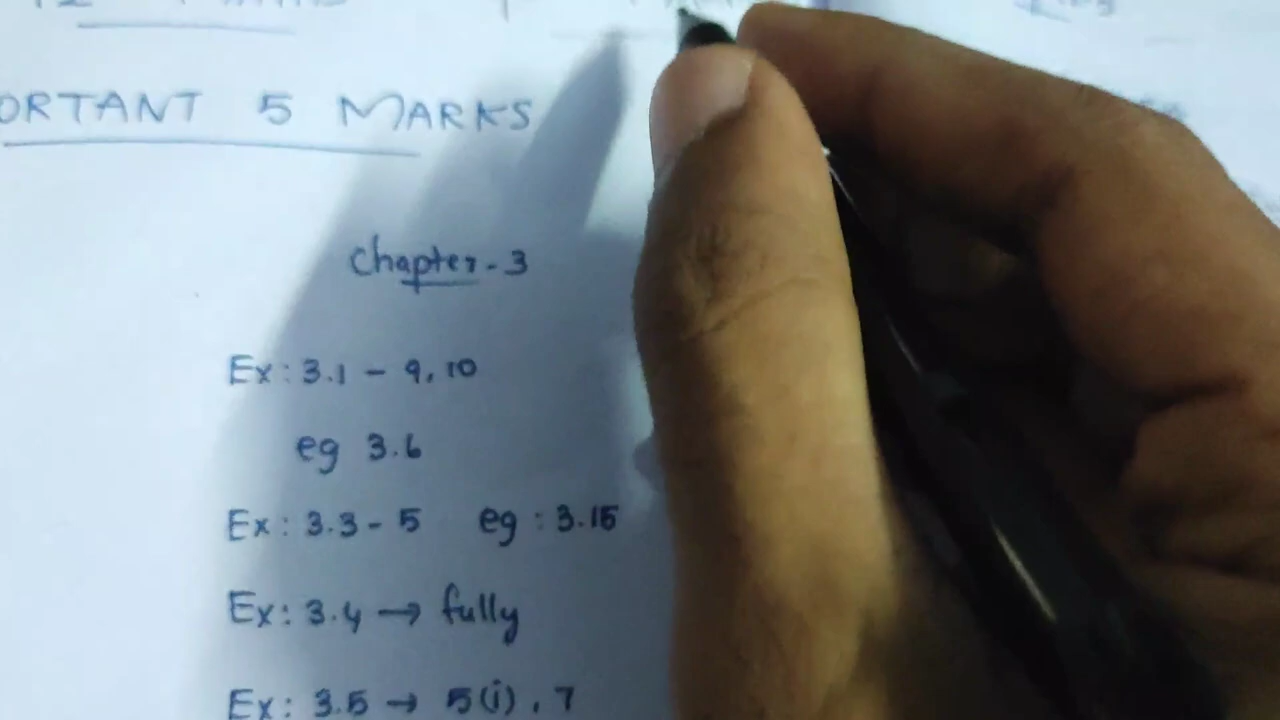 ORTANT 5 MARKS
Chapter-3
Ex: 3.1 - 9, 10
eg 3.6
Ex: 3.3 - 5 eg: 3.15
Ex: 3.4 → fully
Ex: 3.5 → 5(i), 7